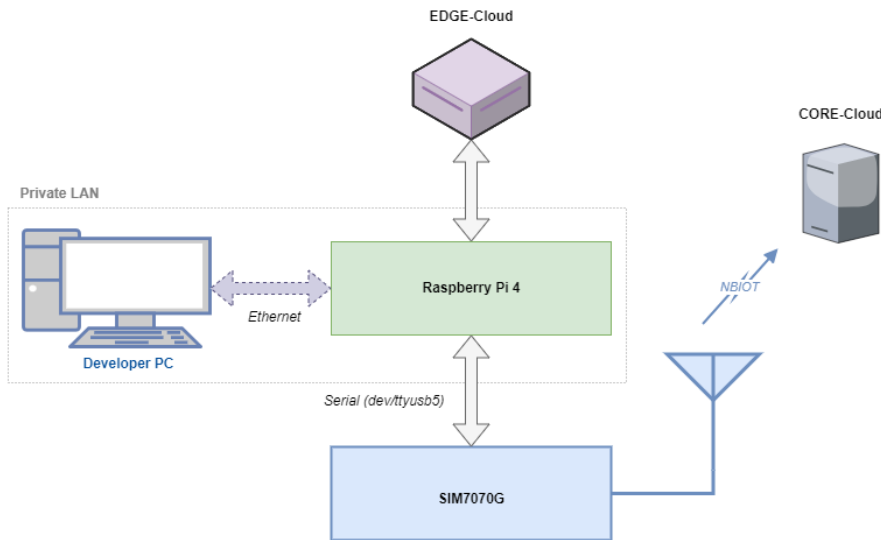 EDGE-Cloud
CORE-Cloud
Private LAN
Raspberry Pi 4
Ethernet
NBIOT
Developer PC
Serial (dev/ttyusb5)
SIM7070G